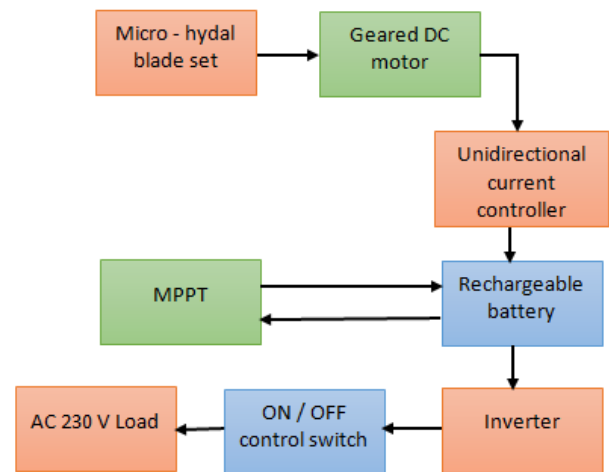 Micro - hydal
blade set
Geared DC
motor
Unidirectional
current
controller
MPPT
Rechargeable
battery
AC 230 V Load
ON / OFF
control switch
Inverter